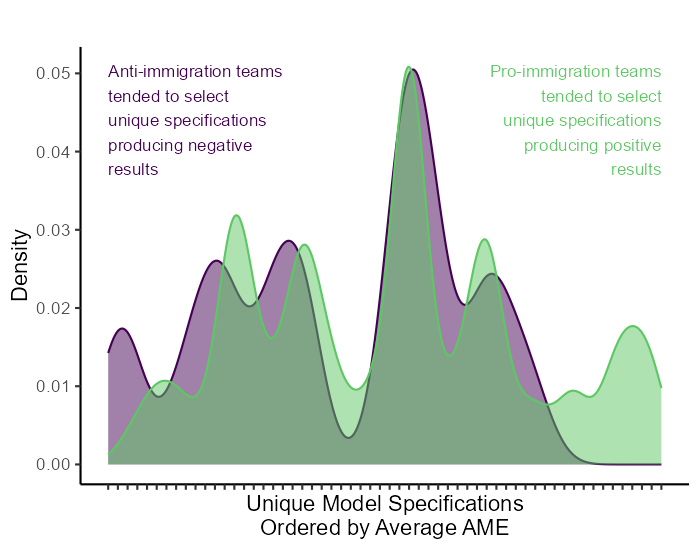 Anti-immigration teams
tended to select
unique specifications
producing negative
results
Pro-immigration teams
tended to select
unique specifications
producing positive
results
0.05
0.04
0.03
0.02
0.01
0.00
Density
Unique Model Specifications
Ordered by Average AME